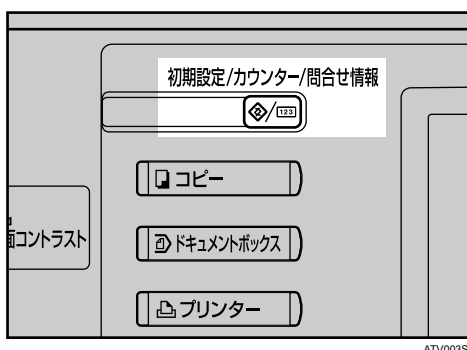 初期設定/カウンター/問合せ情報
/123
コピー
面コントラスト
ドキュメントボックス
プリンター
ATV003S